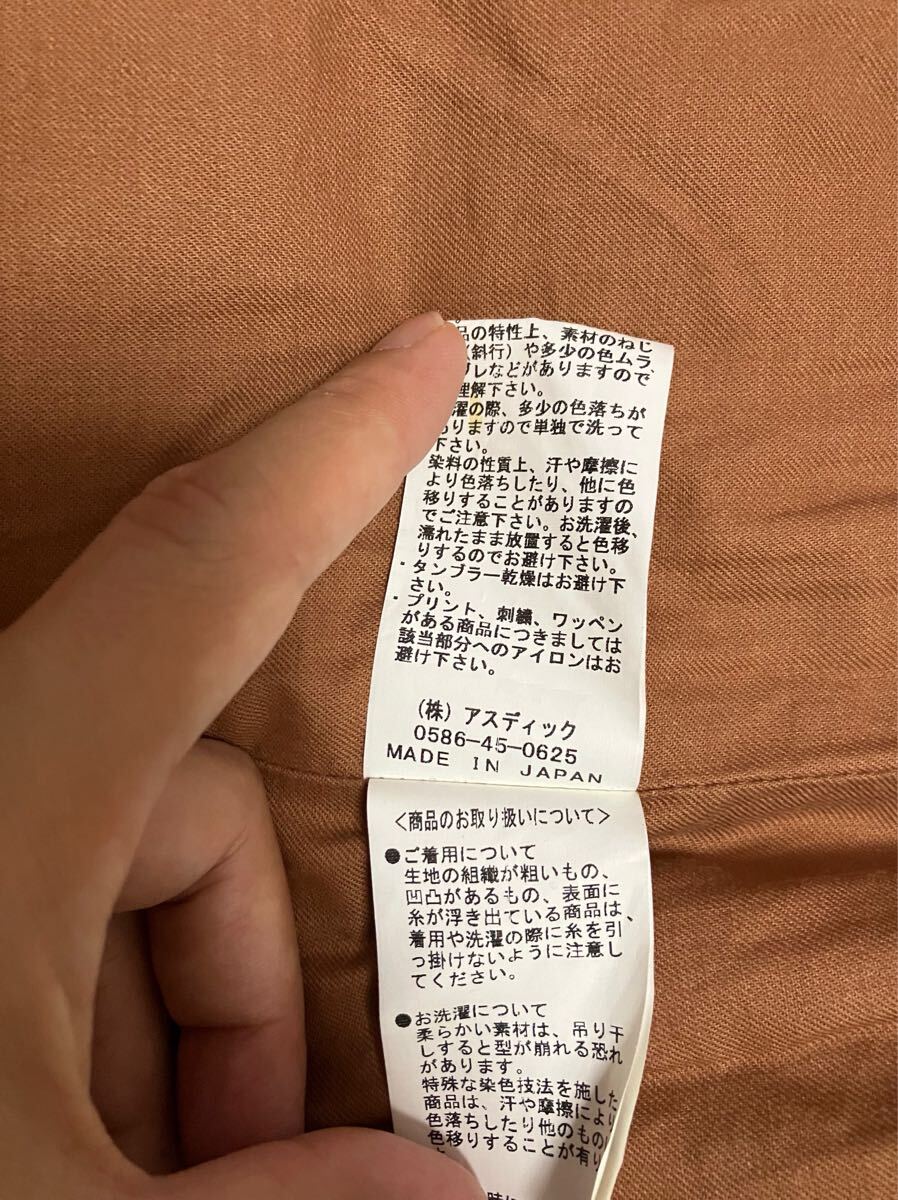 品の特性上、素材のねじ
(斜行)や多少の色ムラ、
ブレなどがありますので
理解下さい。
濯の際、多少の色落ちが
ありますので単独で洗って
下さい。
染料の性質上、汗や摩擦に
より色落ちしたり、他に色
移りすることがありますの
でご注意下さい。お洗濯後、
濡れたまま放置すると色移
りするのでお避け下さい。
・タンブラー乾燥はお避け下
さい。
・プリント、刺繍、ワッペン
がある商品につきましては
該当部分へのアイロンはお
避け下さい。
(株)アスディック
0586-45-0625
MADE IN JAPAN
<商品のお取り扱いについて>
●ご着用について
生地の組織が粗いもの、
凹凸があるもの、表面に
糸が浮き出ている商品は、
着用や洗濯の際に糸を引
っ掛けないように注意し
てください。
●お洗濯について
柔らかい素材は、吊り干
しすると型が崩れる恐れ
があります。
特殊な染色技法を施した
商品は、汗や摩擦により
色落ちしたり他のもの
色移りすることが有り
時に